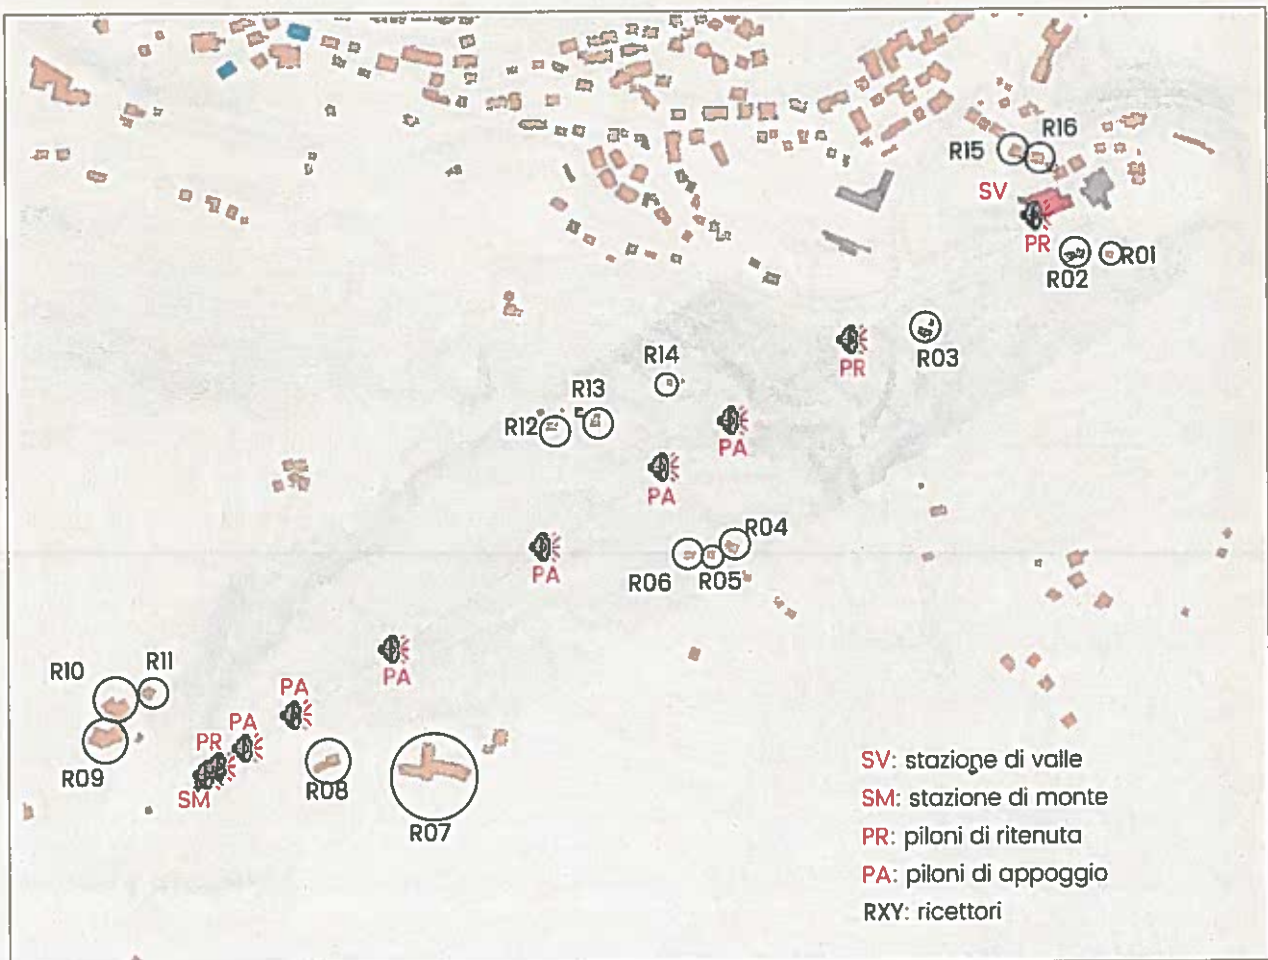 R16
R15
SV
PR
R02
R01
R03
PR
R14
R13
R12
PA
PA
R04
PA
R06
R05
R10
R11
PA
PA
PR
PA
R09
SM
R08
R07
SV: stazione di valle
SM: stazione di monte
PR: piloni di ritenuta
PA: piloni di appoggio
RXY: ricettori